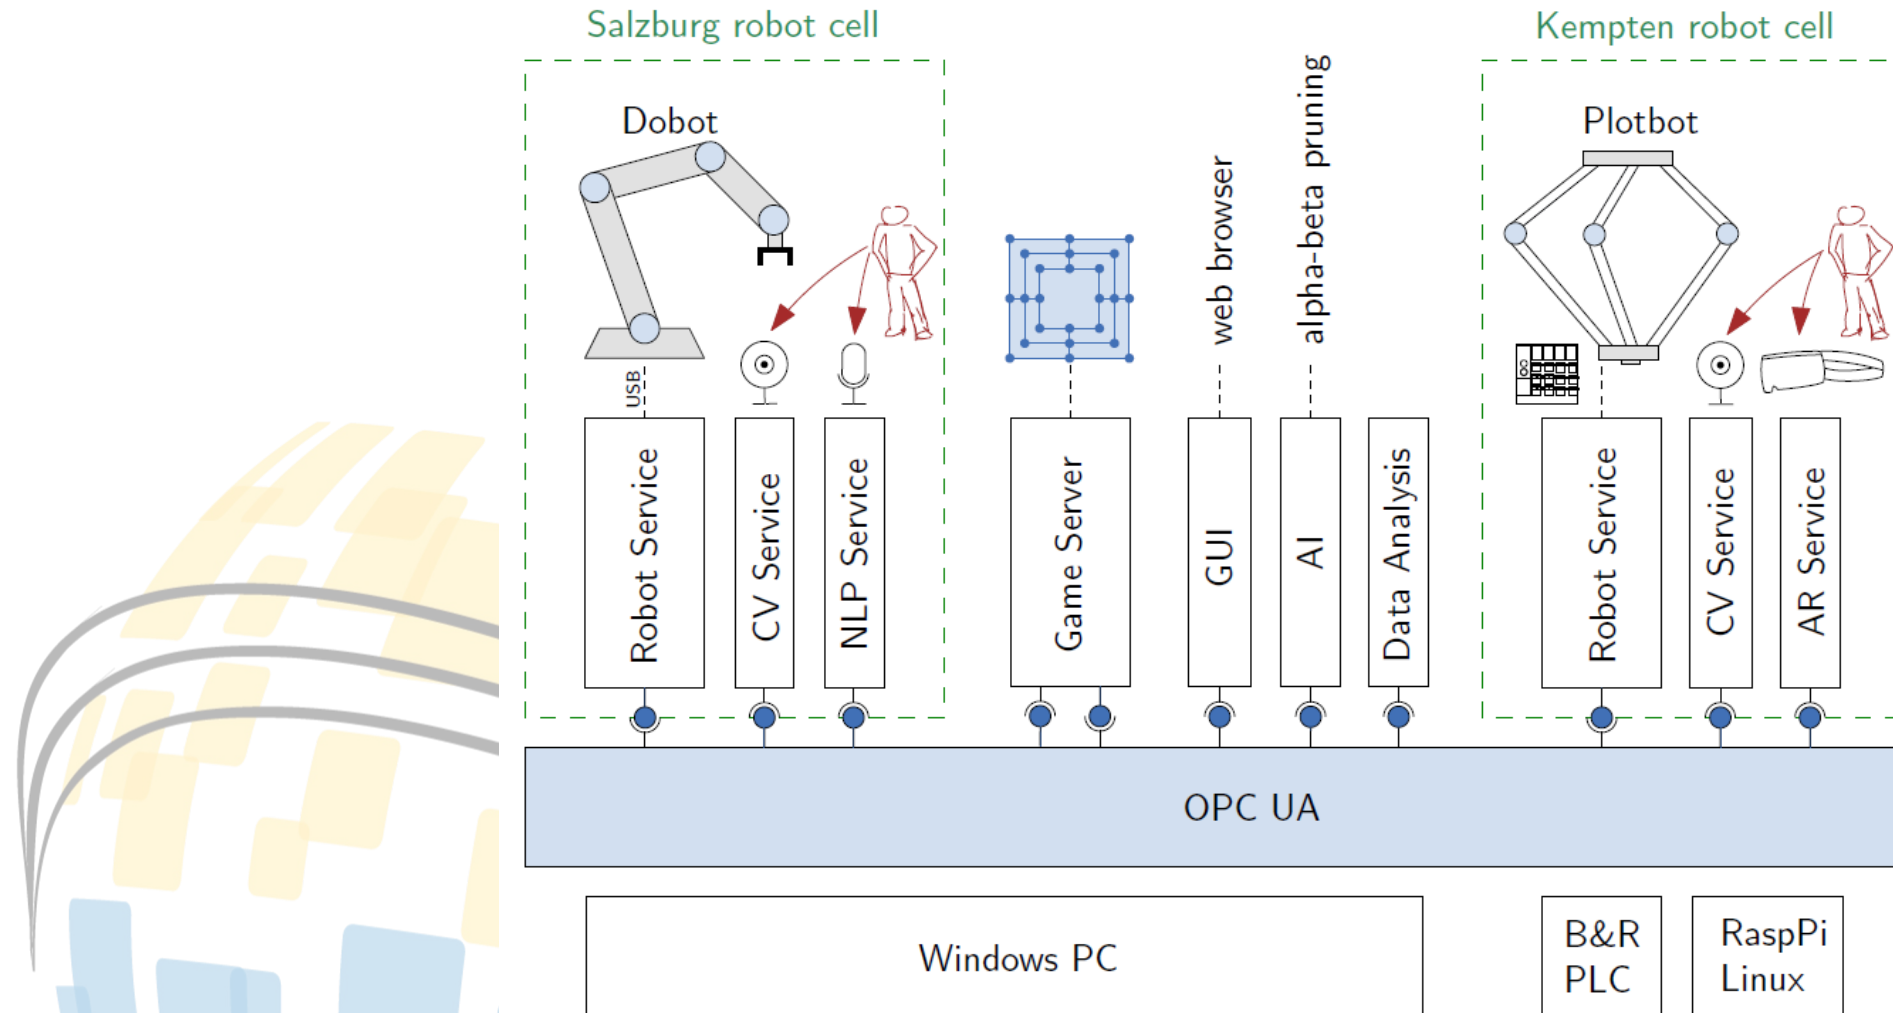 Salzburg robot cell
Kempten robot cell
Dobot
Plotbot
web browser
alpha-beta pruning
USB
Robot Service
CV Service
NLP Service
Game Server
GUI
AI
Data Analysis
Robot Service
CV Service
AR Service
OPC UA
Windows PC
B&R
PLC
RaspPi
Linux